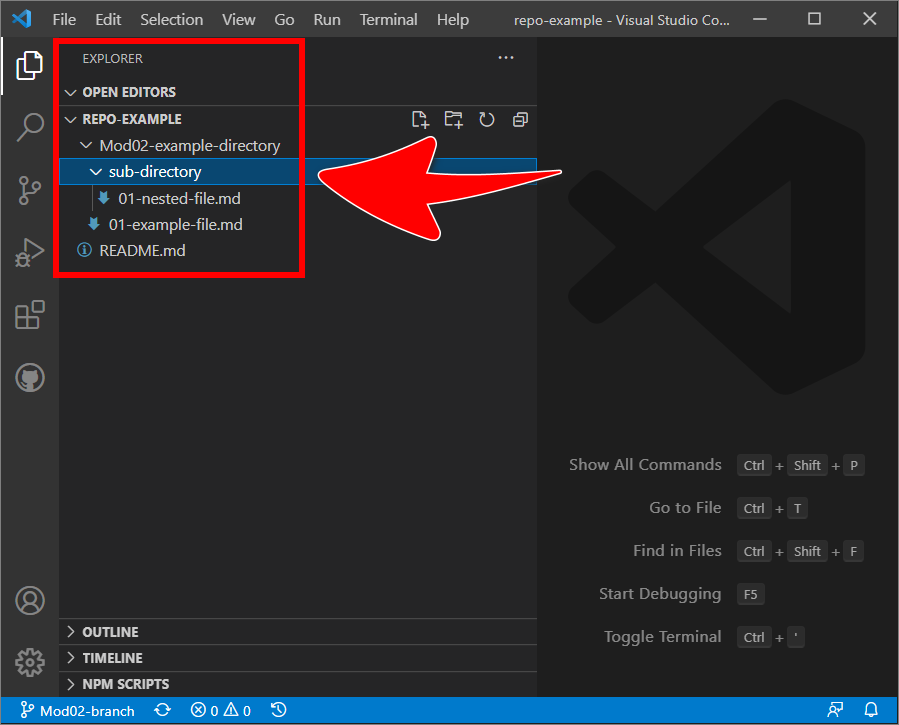 File Edit Selection View Go Run Terminal Help repo-example - Visual Studio Co...
EXPLORER
OPEN EDITORS
REPO-EXAMPLE
Mod02-example-directory
sub-directory
01-nested-file.md
01-example-file.md
README.md
Show All Commands Ctrl + Shift + P
Go to File Ctrl + T
Find in Files Ctrl + Shift + F
Start Debugging F5
Toggle Terminal Ctrl + '
OUTLINE
TIMELINE
NPM SCRIPTS
Mod02-branch 0 0